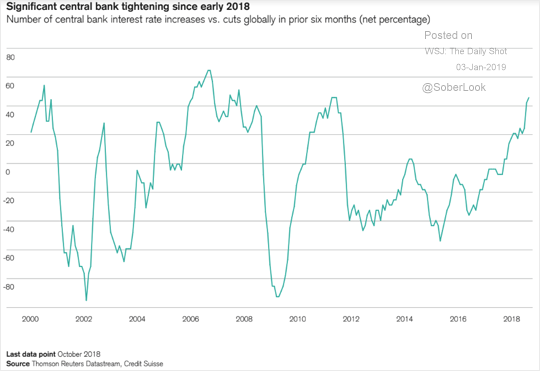 Significant central bank tightening since early 2018
Number of central bank interest rate increases vs. cuts globally in prior six months (net percentage)
Posted on
WSJ: The Daily Shot
03-Jan-2019
@SoberLook
80
60
40
20
0
-20
-40
-60
-80
2000 2002 2004 2006 2008 2010 2012 2014 2016 2018
Last data point October 2018
Source Thomson Reuters Datastream, Credit Suisse